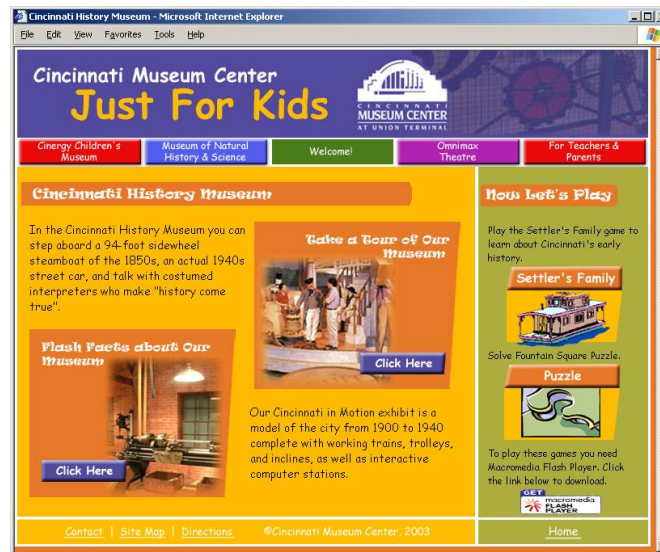 Cincinnati History Museum - Microsoft Internet Explorer
File Edit View Favorites Tools Help
Cincinnati Museum Center
Just For Kids
CINCINNATI
MUSEUM CENTER
AT UNION TERMINAL
Cinergy Children's
Museum
Museum of Natural
History & Science
Welcome!
Omnimax
Theatre
For Teachers &
Parents
Cincinnati History Museum
In the Cincinnati History Museum you can
step aboard a 94-foot sidewheel
steamboat of the 1850s, an actual 1940s
street car, and talk with costumed
interpreters who make "history come
true".
Take a Tour of Our
Museum
Click Here
Flash Facts about Our
Museum
Click Here
Our Cincinnati in Motion exhibit is a
model of the city from 1900 to 1940
complete with working trains, trolleys,
and inclines, as well as interactive
computer stations.
Now Let's Play
Play the Settler's Family game to
learn about Cincinnati's early
history.
Settler's Family
Solve Fountain Square Puzzle.
Puzzle
To play these games you need
Macromedia Flash Player. Click
the link below to download.
GET
macromedia
FLASH
PLAYER
Contact | Site Map | Directions ©Cincinnati Museum Center, 2003
Home